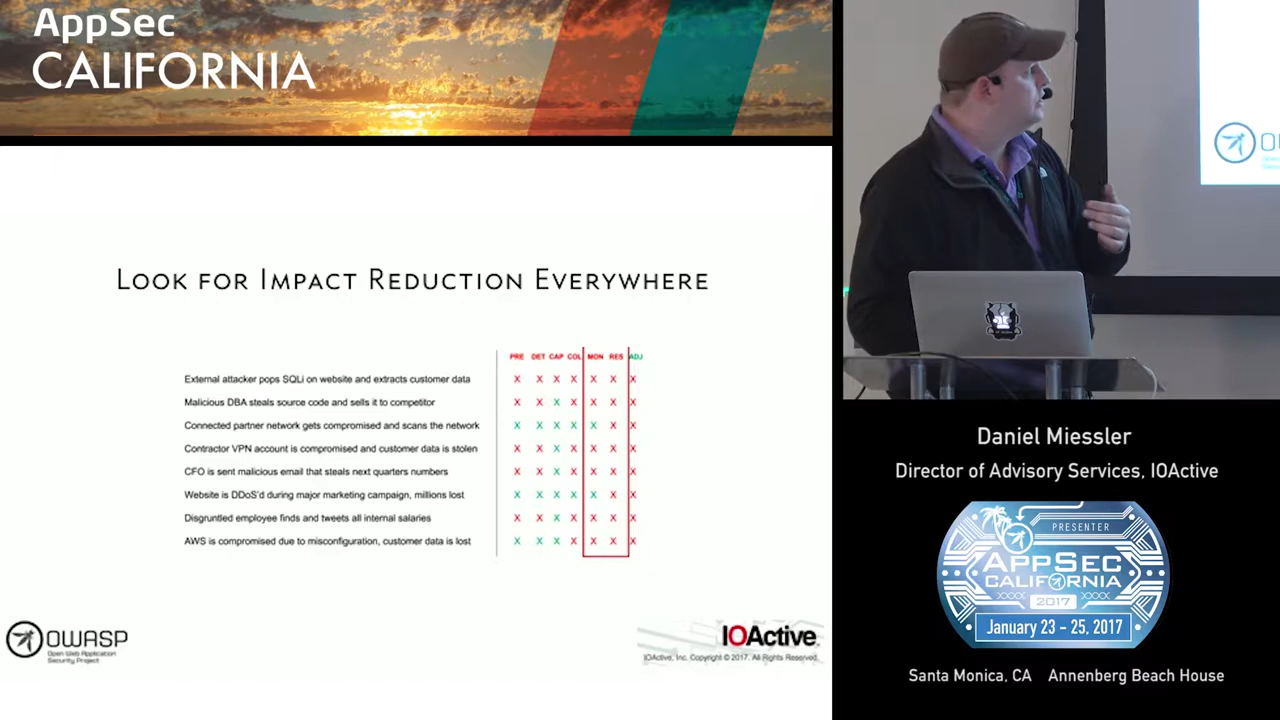 AppSec
CALIFORNIA
LOOK FOR IMPACT REDUCTION EVERYWHERE
PRE DET CAP COL MON RES ADJ
External attacker pops SQLi on website and extracts customer data X X X X X X X
Malicious DBA steals source code and sells it to competitor X X X X X X X
Connected partner network gets compromised and scans the network X X X X X X X
Contractor VPN account is compromised and customer data is stolen X X X X X X X
CFO is sent malicious email that steals next quarters numbers X X X X X X X
Website is DDoS'd during major marketing campaign, millions lost X X X X X X X
Disgruntled employee finds and tweets all internal salaries X X X X X X X
AWS is compromised due to misconfiguration, customer data is lost X X X X X X X
OWASP
Open Web Application
Security Project
IOActive
IOActive, Inc. Copyright © 2017. All Rights Reserved.
Daniel Miessler
Director of Advisory Services, IOActive
PRESENTER
APPSEC
CALIFORNIA
2017
January 23 - 25, 2017
Santa Monica, CA Annenberg Beach House